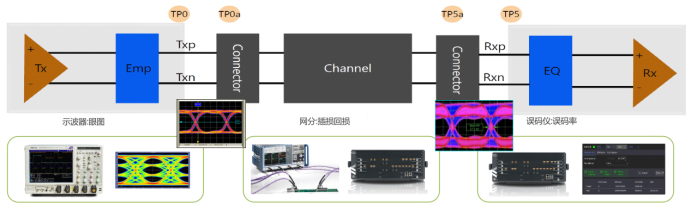 TP0
TP0a
TP5a
TP5
+
Tx
-
Emp
Txp
Txn
Connector
Channel
Connector
Rxp
Rxn
EQ
+
Rx
-
示波器:眼图
网分:插损回损
误码仪:误码率